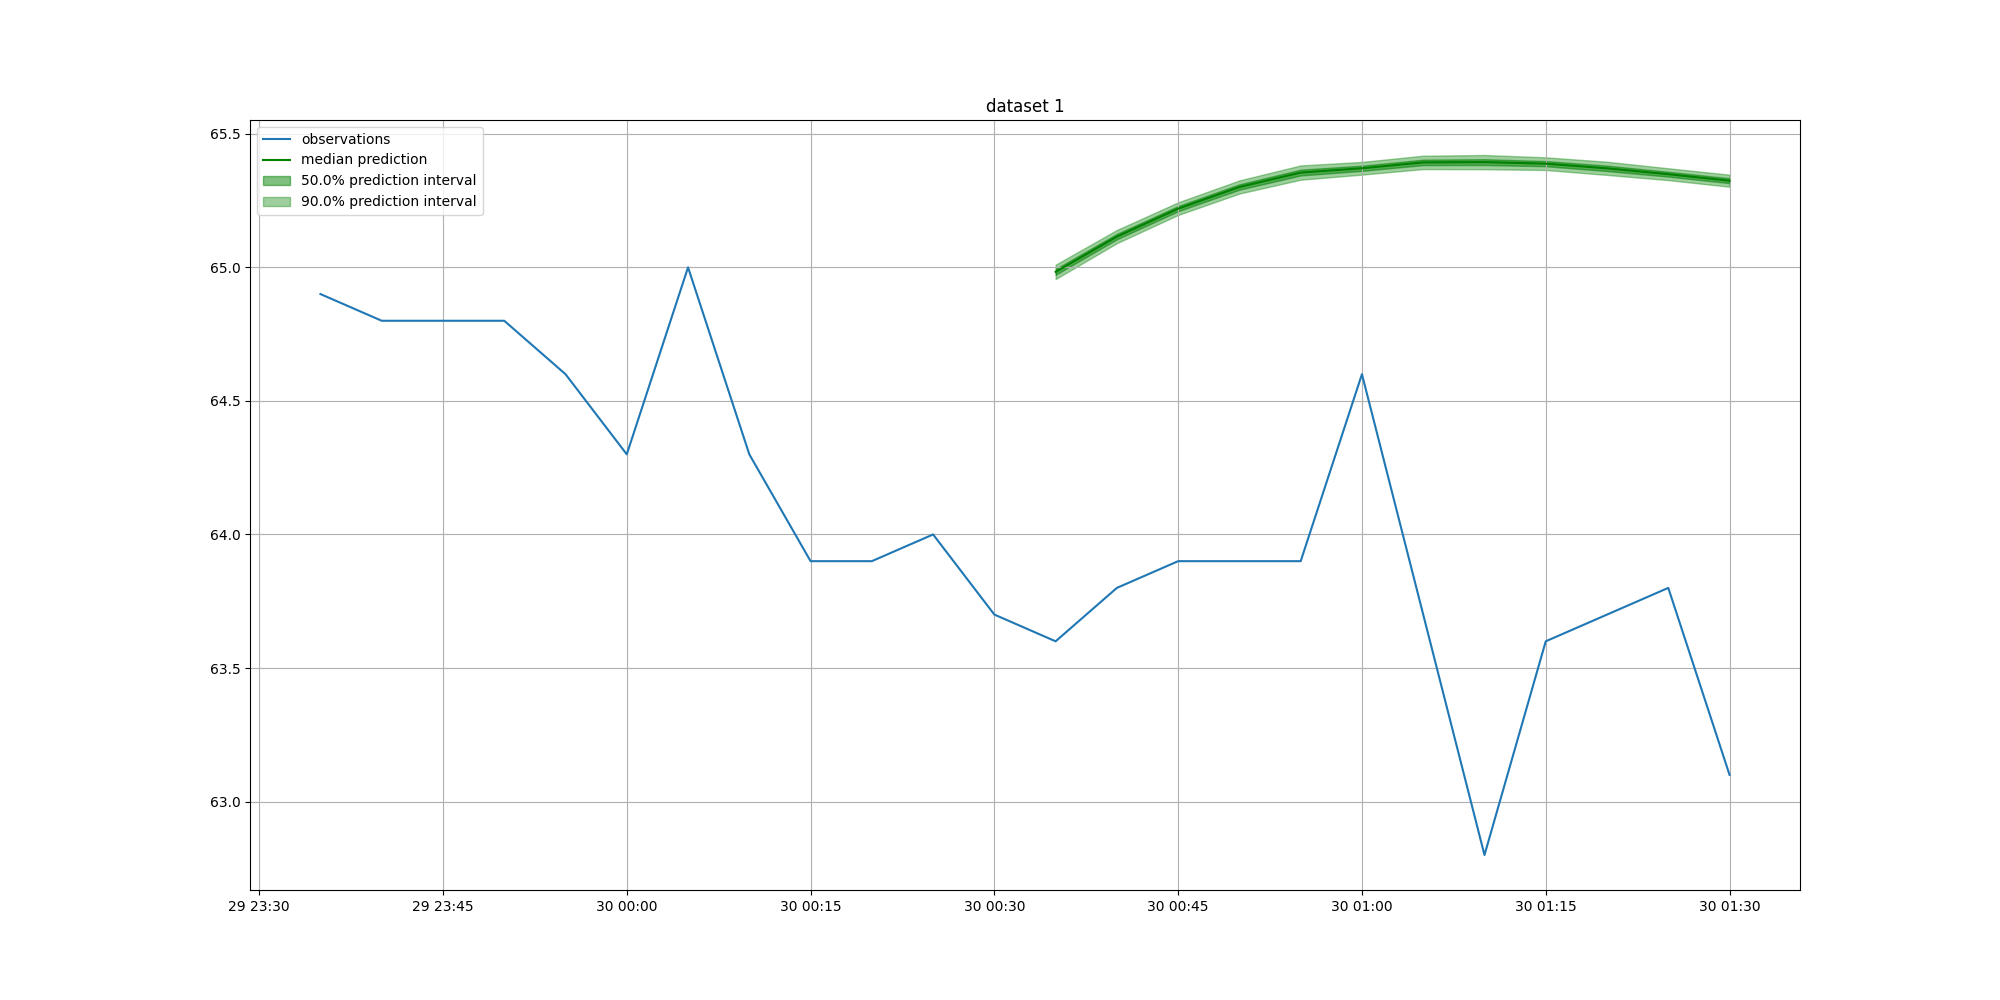 dataset 1
observations
median prediction
50.0% prediction interval
90.0% prediction interval
65.5
65.0
64.5
64.0
63.5
63.0
29 23:30 29 23:45 30 00:00 30 00:15 30 00:30 30 00:45 30 01:00 30 01:15 30 01:30